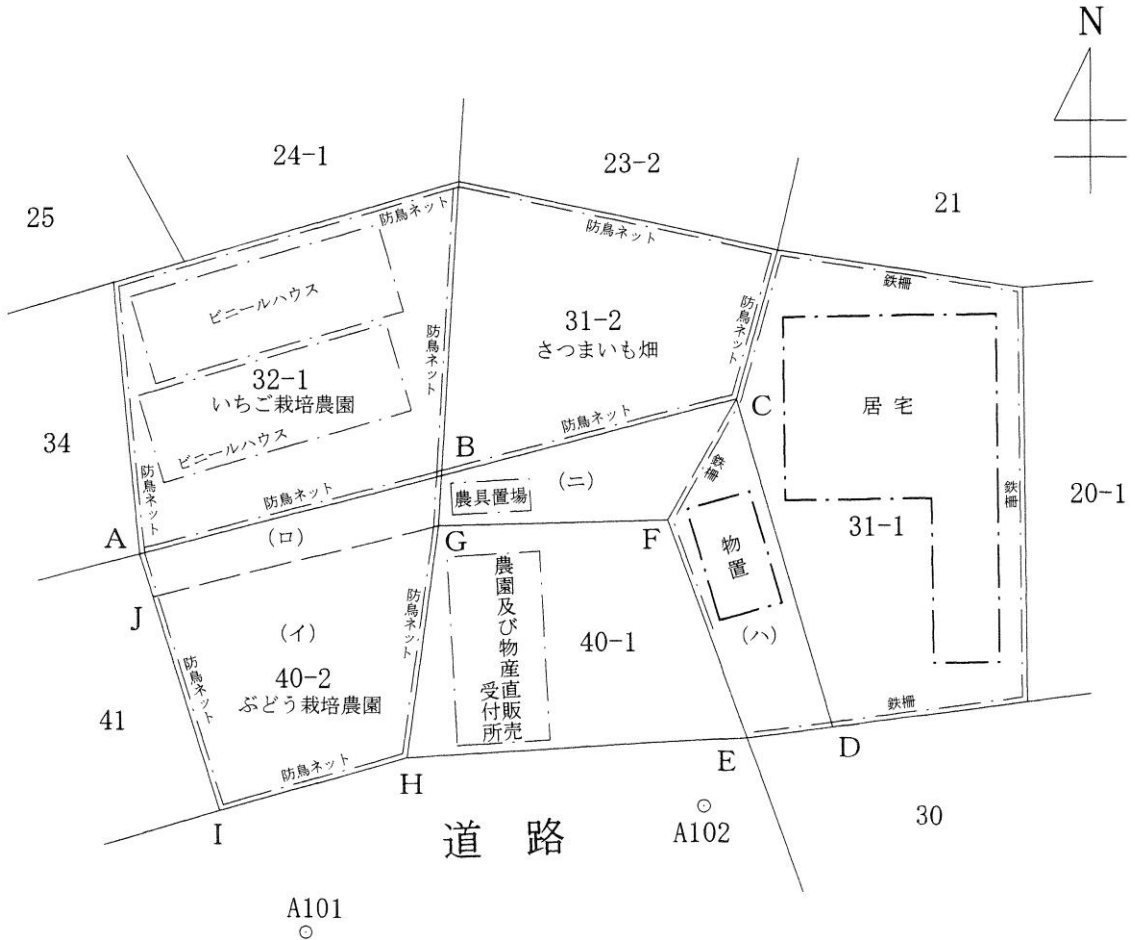 N
24-1
23-2
21
25
防鳥ネット
防鳥ネット
鉄柵
ビニールハウス
防鳥ネット
防鳥ネット
31-2
さつまいも畑
32-1
いちご栽培農園
居宅
C
34
ビニールハウス
防鳥ネット
B
鉄柵
鉄柵
防鳥ネット
防鳥ネット
農具置場
(ニ)
20-1
31-1
A
(ロ)
G
F
物置
J
防鳥ネット
農園及び物産直販売
受付所
(イ)
40-1
(ハ)
40-2
ぶどう栽培農園
防鳥ネット
41
鉄柵
防鳥ネット
H
E
D
I
道路
A102
30
A101